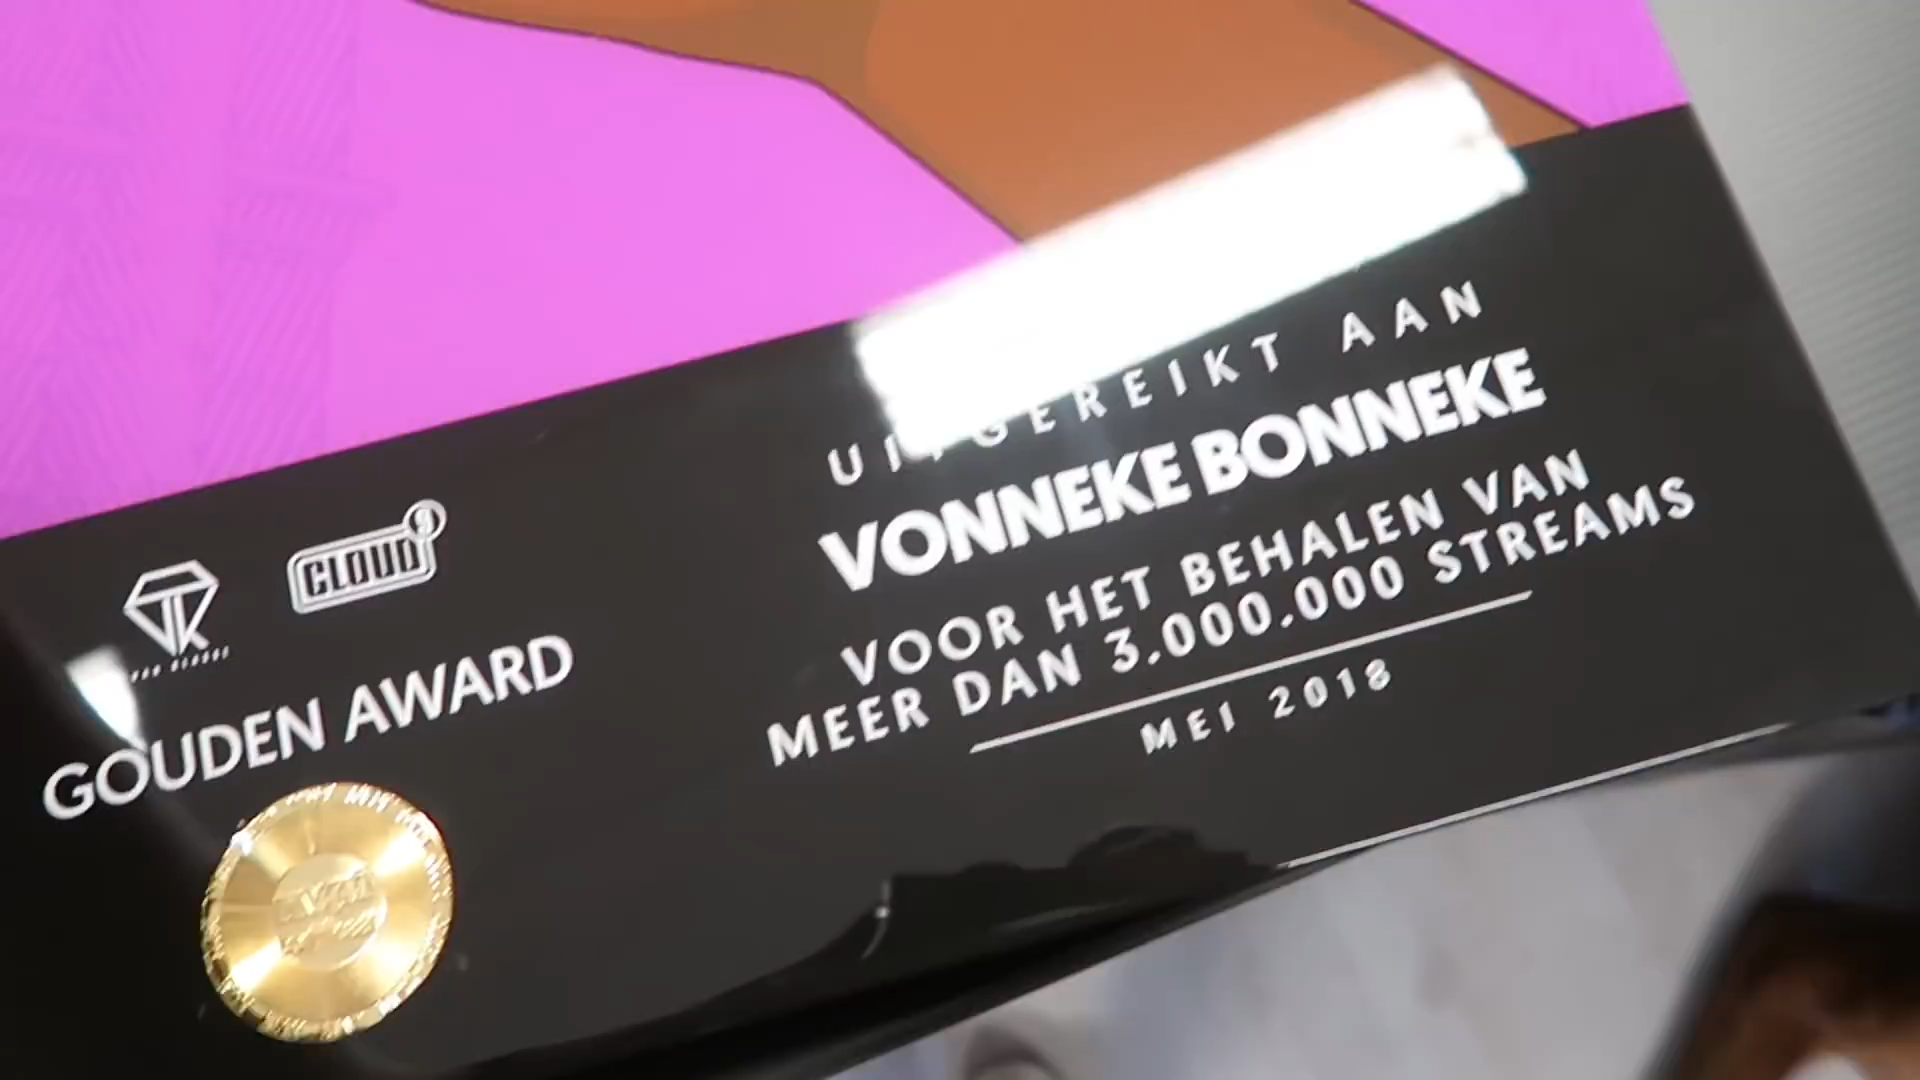 UITGEREIKT AAN
VONNEKE BONNEKE
VOOR HET BEHALEN VAN
MEER DAN 3.000.000 STREAMS
MEI 2018
CLOUD 9
GOUDEN AWARD